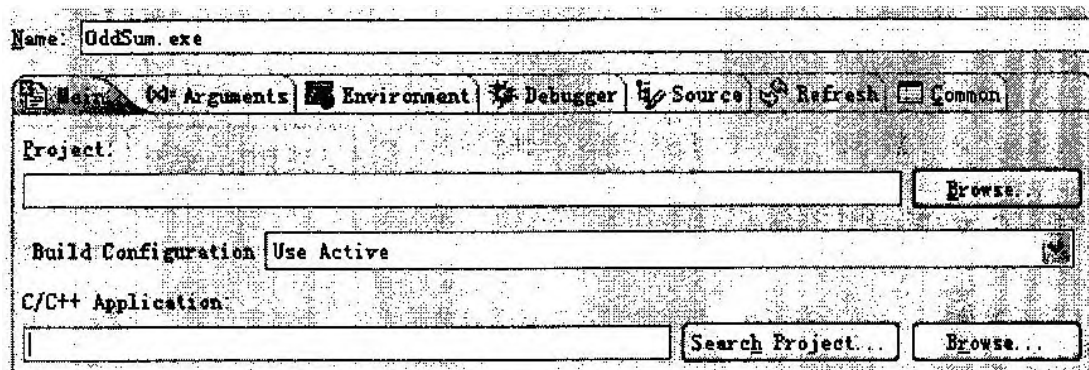 Name: OddSum.exe
Main (x)= Arguments Environment Debugger Source Refresh Common
Project:
Browse...
Build Configuration Use Active
C/C++ Application:
Search Project... Browse...